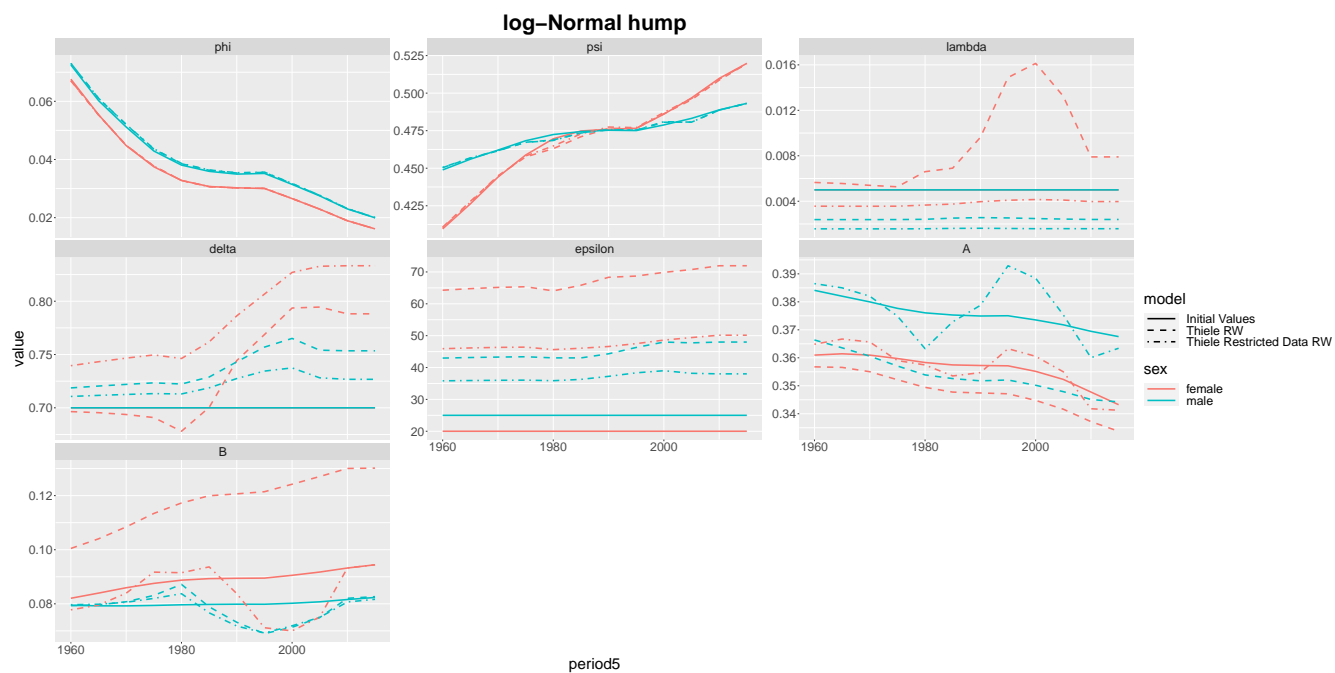 log−Normal hump
phi
psi
lambda
0.06
0.04
0.02
0.525
0.500
0.475
0.450
0.425
0.016
0.012
0.008
0.004
delta
epsilon
A
0.80
0.75
0.70
70
60
50
40
30
20
0.39
0.38
0.37
0.36
0.35
0.34
1960
1980
2000
1960
1980
2000
B
0.12
0.10
0.08
1960
1980
2000
value
period5
model
Initial Values
Thiele RW
Thiele Restricted Data RW
sex
female
male